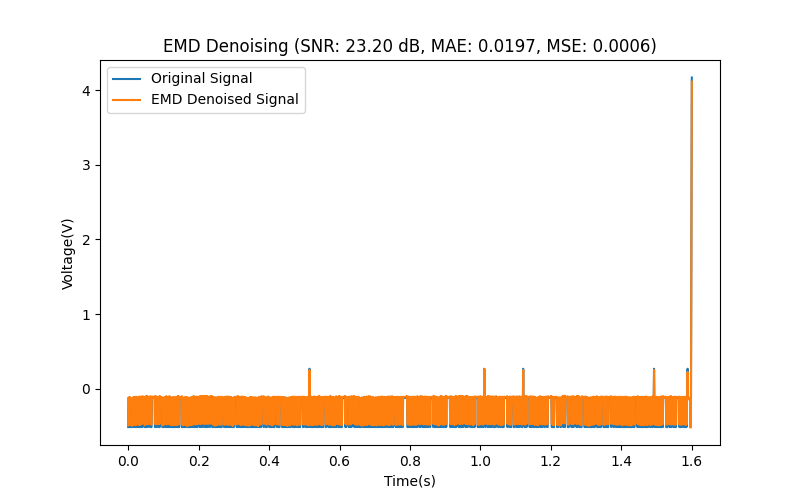 EMD Denoising (SNR: 23.20 dB, MAE: 0.0197, MSE: 0.0006)
Original Signal
EMD Denoised Signal
4
3
2
1
0
Voltage(V)
0.0 0.2 0.4 0.6 0.8 1.0 1.2 1.4 1.6
Time(s)